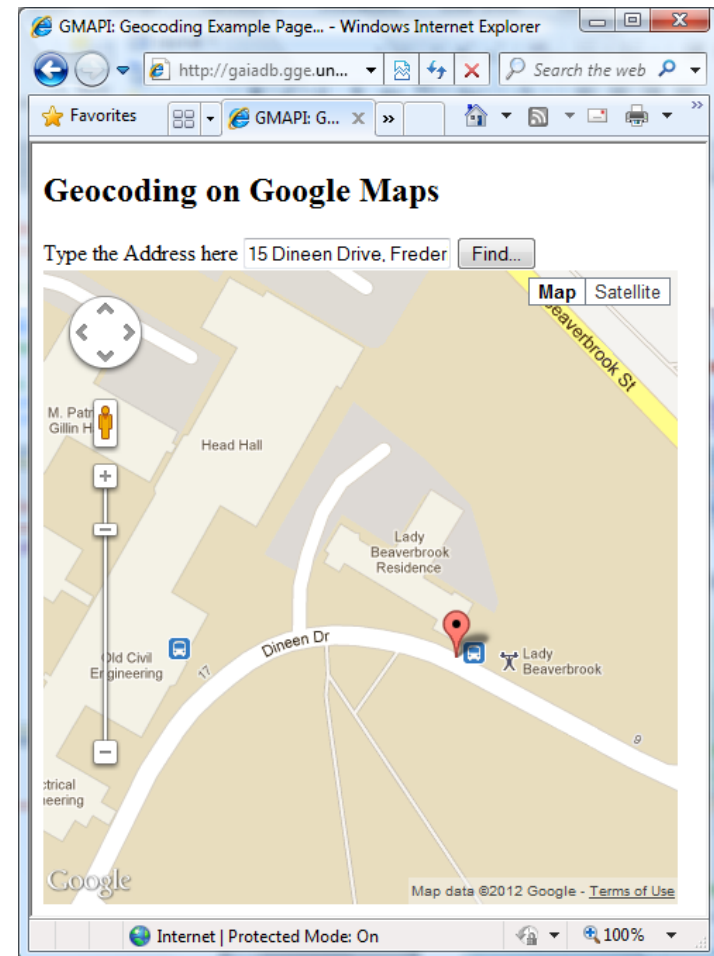 GMAPI: Geocoding Example Page... - Windows Internet Explorer
http://gaiadb.gge.un...
Search the web
Favorites
GMAPI: G...
Geocoding on Google Maps
Type the Address here 15 Dineen Drive, Freder Find...
Map Satellite
Beaverbrook St
M. Patr
Gillin H
Head Hall
Lady
Beaverbrook
Residence
Dineen Dr
Old Civil
Engineering
17
Lady
Beaverbrook
9
ctrical
neering
Google
Map data ©2012 Google - Terms of Use
Internet | Protected Mode: On
100%